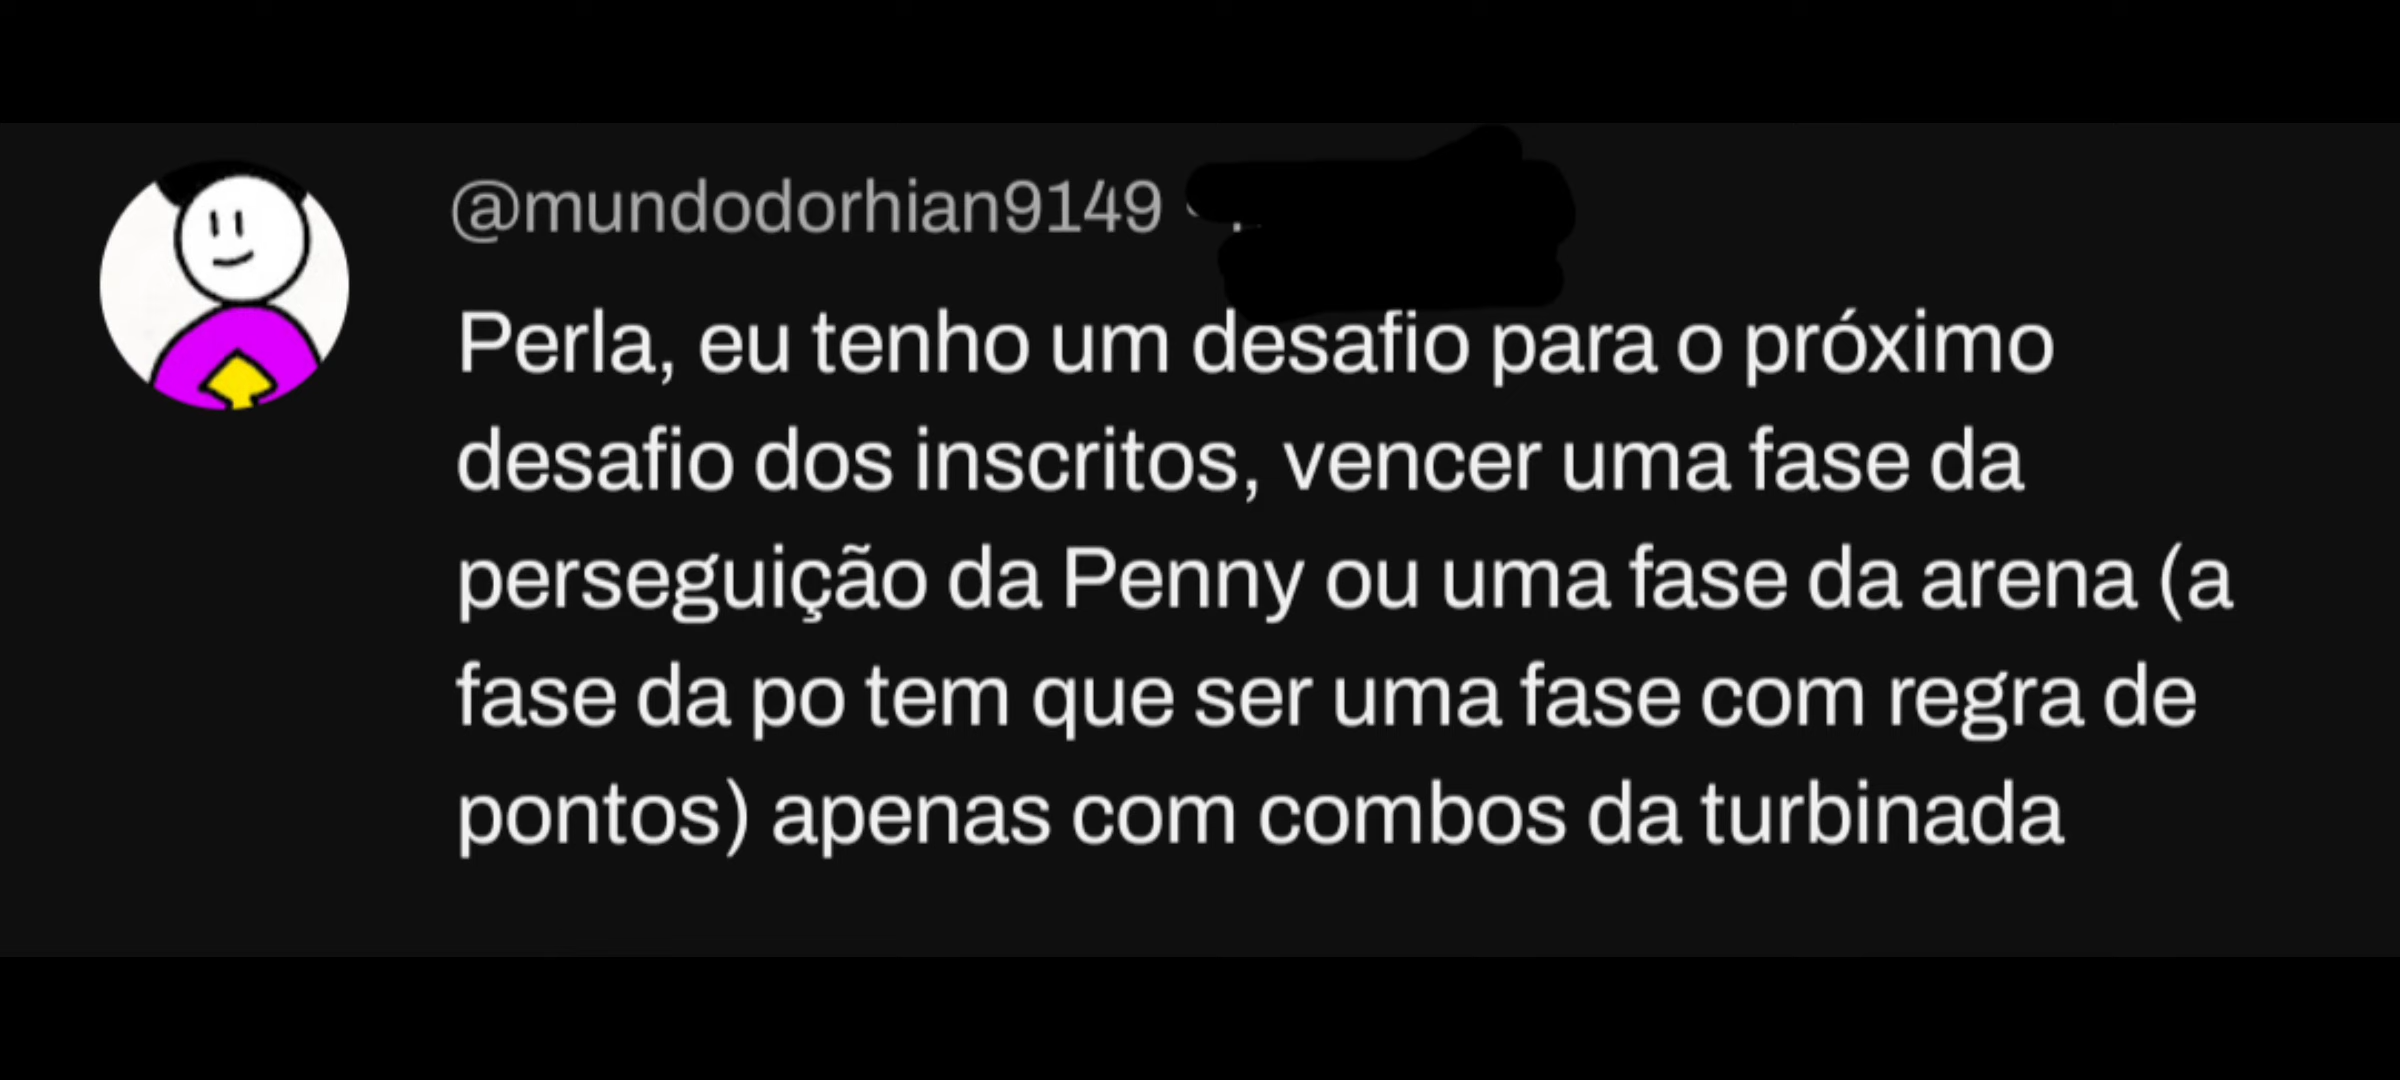 @mundodorhian9149
Perla, eu tenho um desafio para o próximo
desafio dos inscritos, vencer uma fase da
perseguição da Penny ou uma fase da arena (a
fase da po tem que ser uma fase com regra de
pontos) apenas com combos da turbinada